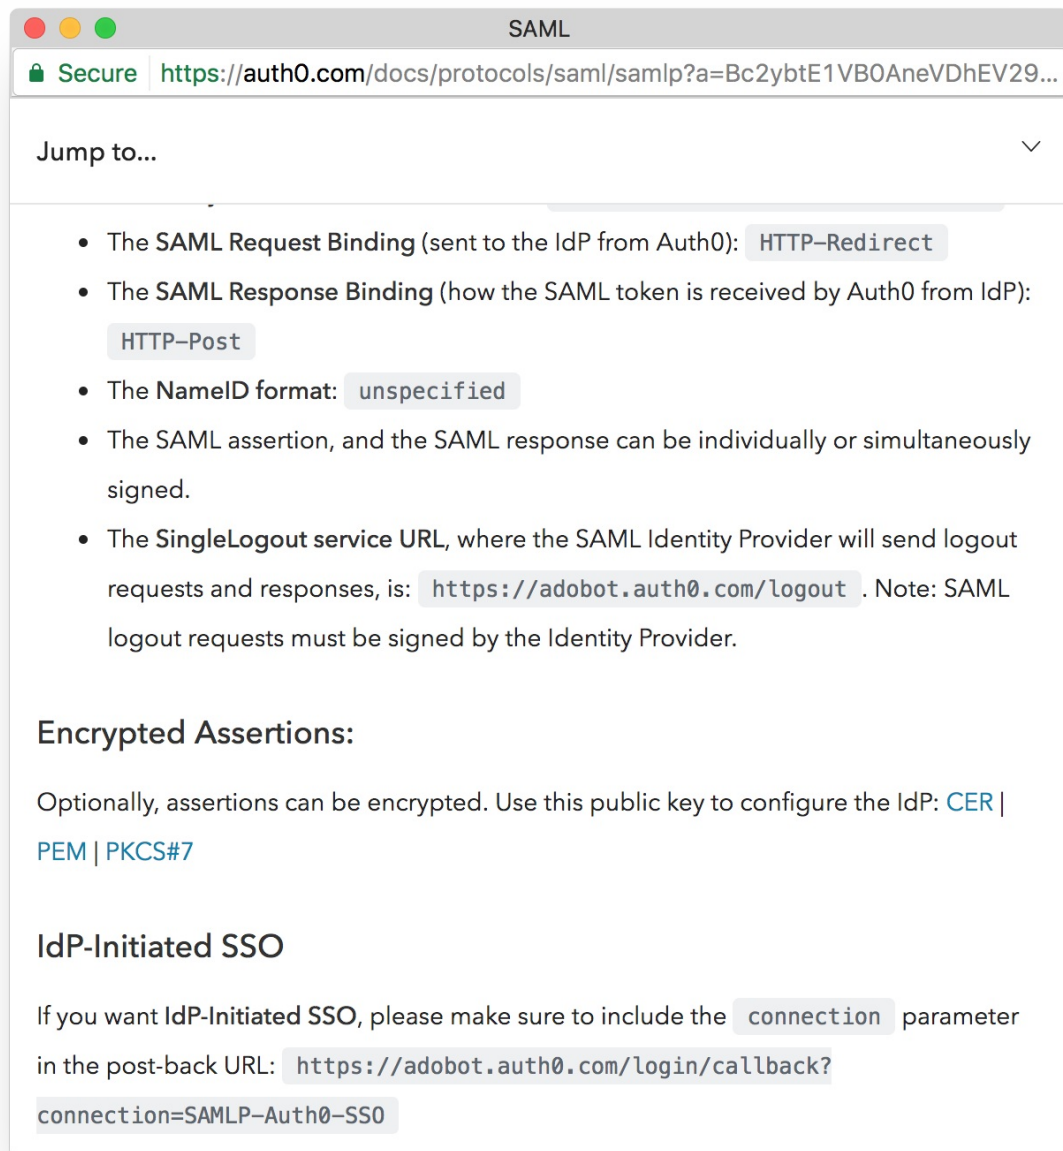 SAML
Secure https://auth0.com/docs/protocols/saml/samlp?a=Bc2ybtE1VB0AneVDhEV29...
Jump to...
• The SAML Request Binding (sent to the IdP from Auth0): HTTP-Redirect
• The SAML Response Binding (how the SAML token is received by Auth0 from IdP):
HTTP-Post
• The NameID format: unspecified
• The SAML assertion, and the SAML response can be individually or simultaneously
signed.
• The SingleLogout service URL, where the SAML Identity Provider will send logout
requests and responses, is: https://adobot.auth0.com/logout . Note: SAML
logout requests must be signed by the Identity Provider.
Encrypted Assertions:
Optionally, assertions can be encrypted. Use this public key to configure the IdP: CER |
PEM | PKCS#7
IdP-Initiated SSO
If you want IdP-Initiated SSO, please make sure to include the connection parameter
in the post-back URL: https://adobot.auth0.com/login/callback?
connection=SAMLP-Auth0-SSO